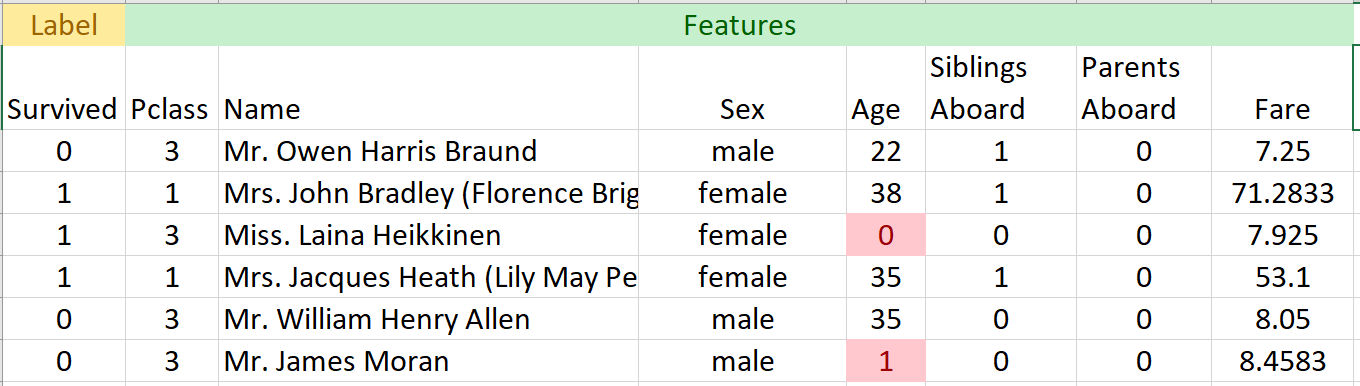 Label Features
Siblings Parents
Survived Pclass Name Sex Age Aboard Aboard Fare
0 3 Mr. Owen Harris Braund male 22 1 0 7.25
1 1 Mrs. John Bradley (Florence Brig female 38 1 0 71.2833
1 3 Miss. Laina Heikkinen female 0 0 0 7.925
1 1 Mrs. Jacques Heath (Lily May Pe female 35 1 0 53.1
0 3 Mr. William Henry Allen male 35 0 0 8.05
0 3 Mr. James Moran male 1 0 0 8.4583